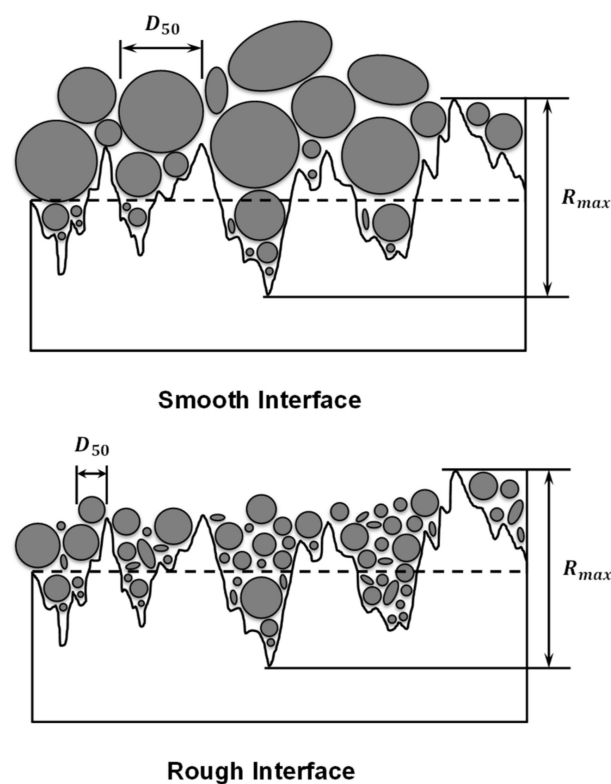 D₅₀
Rₘₐₓ
Smooth Interface
D₅₀
Rₘₐₓ
Rough Interface